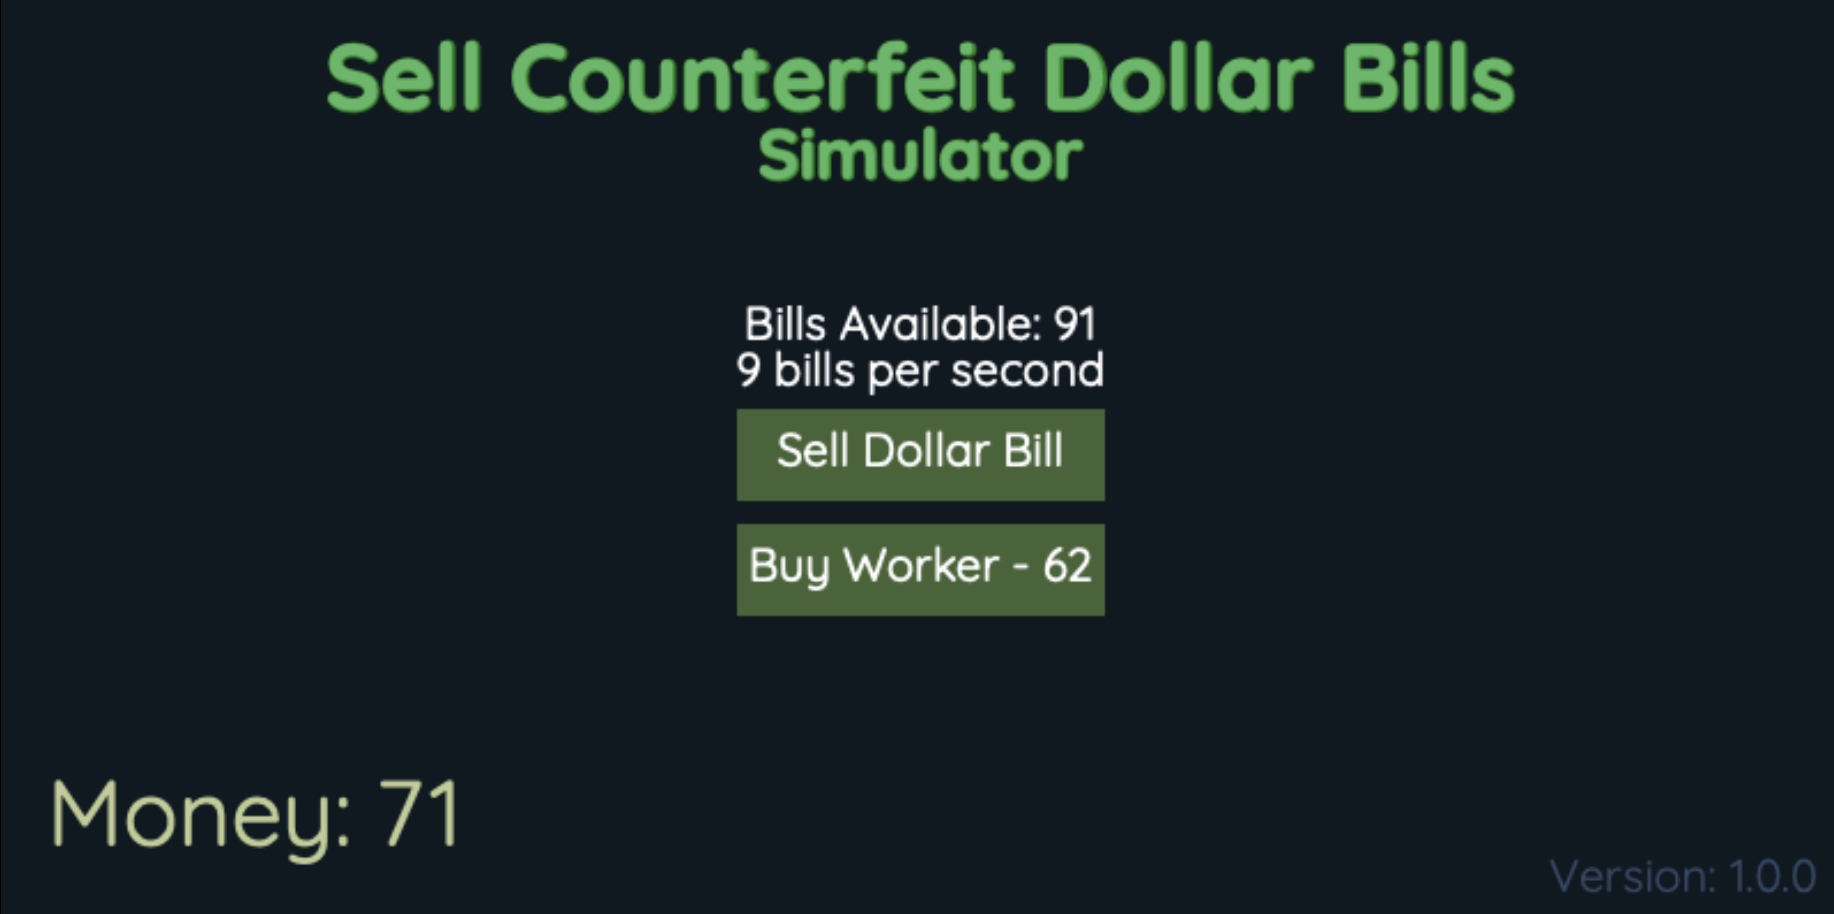 Sell Counterfeit Dollar Bills
Simulator
Bills Available: 91
9 bills per second
Sell Dollar Bill
Buy Worker - 62
Money: 71
Version: 1.0.0